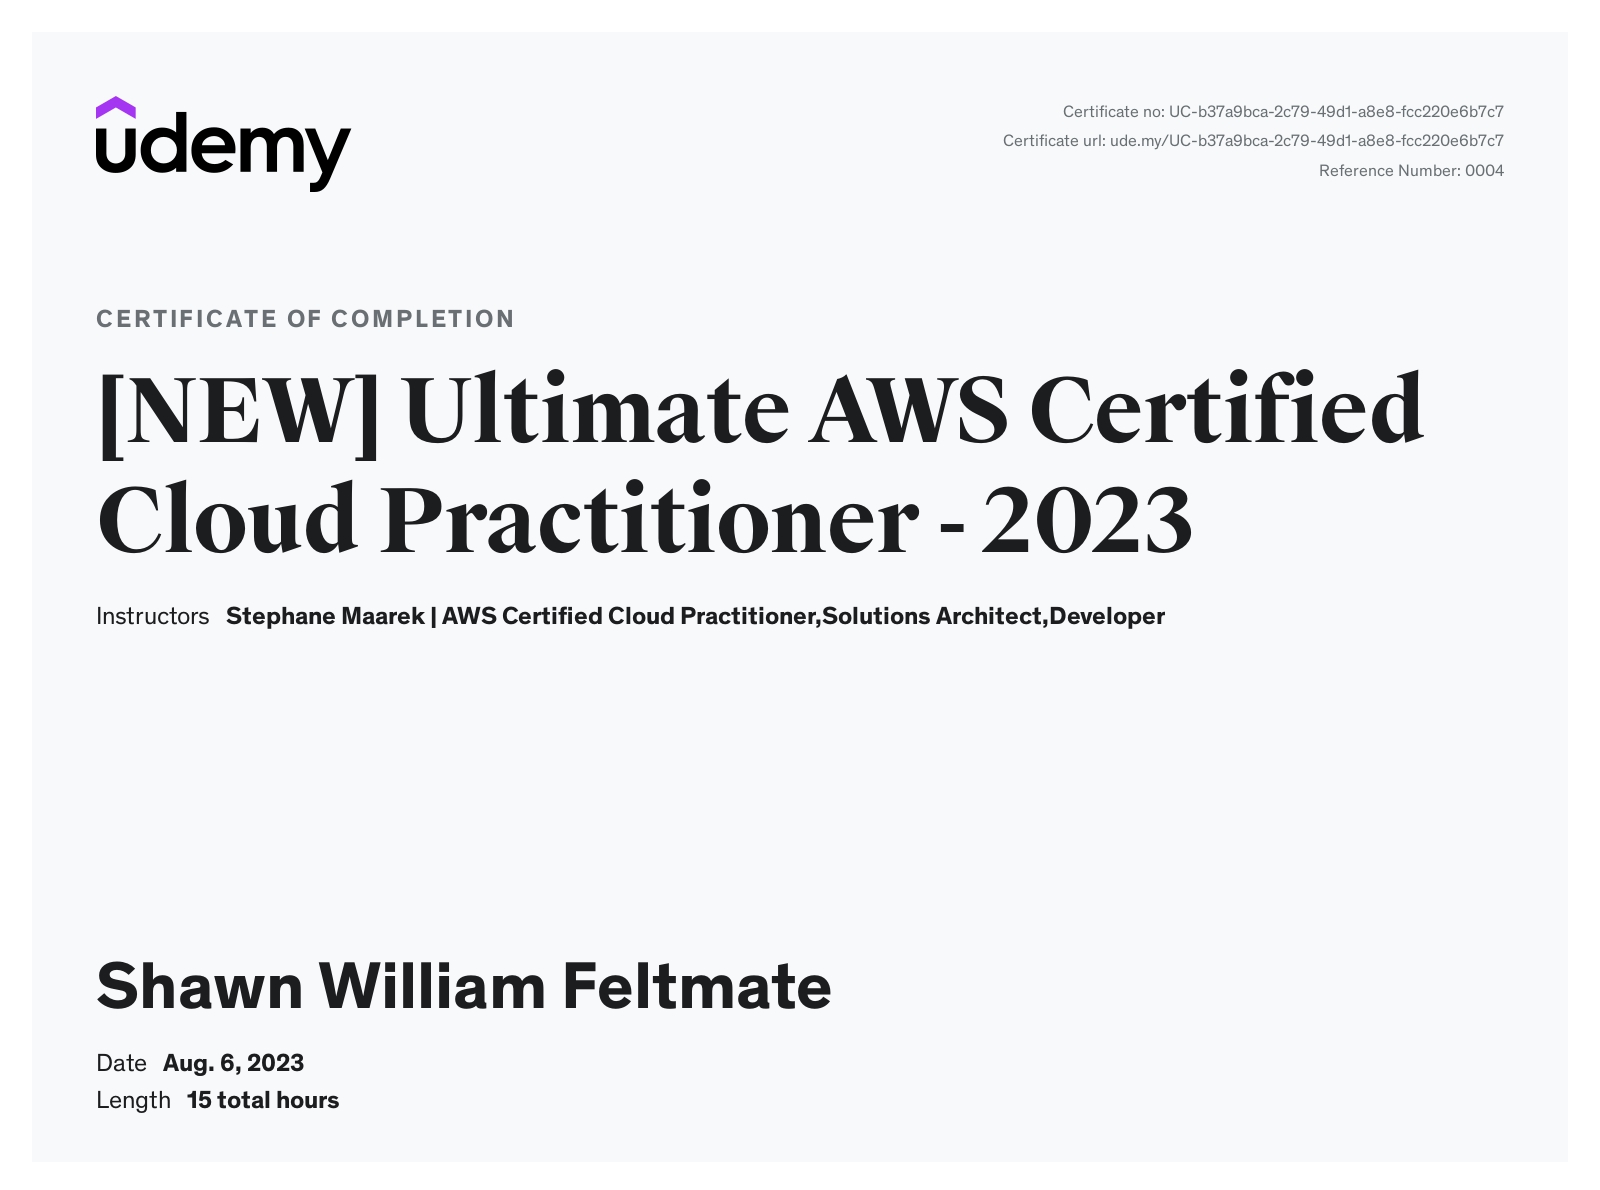 udemy
Certificate no: UC-b37a9bca-2c79-49d1-a8e8-fcc220e6b7c7
Certificate url: ude.my/UC-b37a9bca-2c79-49d1-a8e8-fcc220e6b7c7
Reference Number: 0004
CERTIFICATE OF COMPLETION
[NEW] Ultimate AWS Certified
Cloud Practitioner - 2023
Instructors Stephane Maarek | AWS Certified Cloud Practitioner,Solutions Architect,Developer
Shawn William Feltmate
Date Aug. 6, 2023
Length 15 total hours